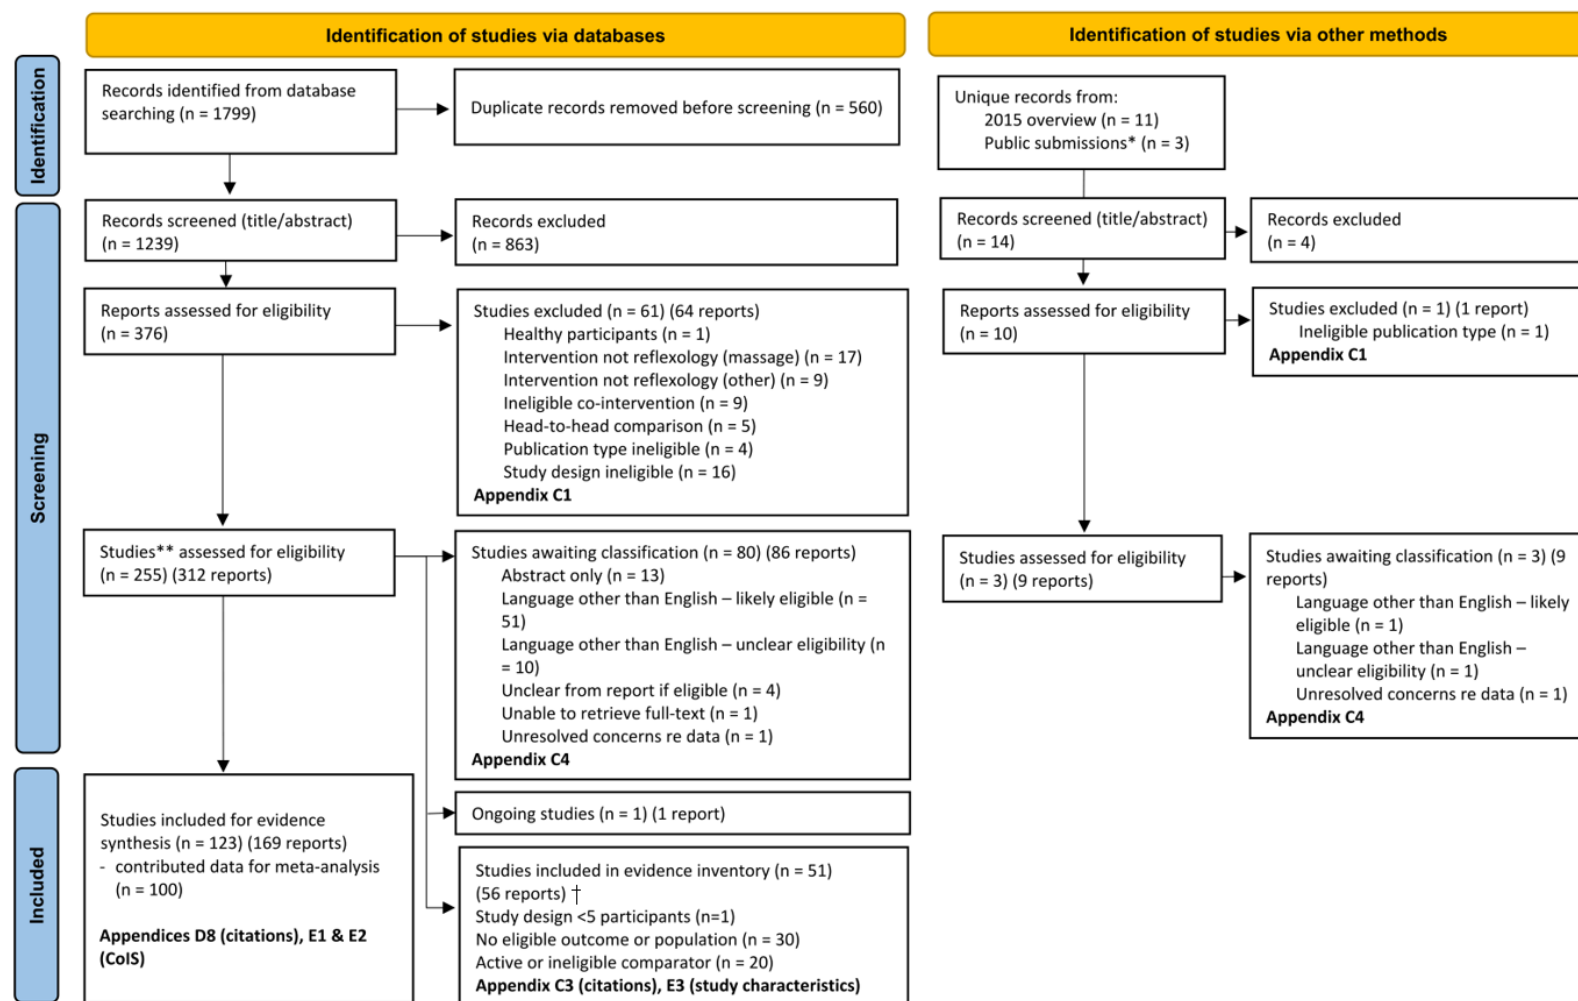 Identification of studies via databases
Identification of studies via other methods
Identification
Records identified from database
searching (n = 1799)
Duplicate records removed before screening (n = 560)
Unique records from:
2015 overview (n = 11)
Public submissions* (n = 3)
Screening
Records screened (title/abstract)
(n = 1239)
Records excluded
(n = 863)
Records screened (title/abstract)
(n = 14)
Records excluded
(n = 4)
Reports assessed for eligibility
(n = 376)
Studies excluded (n = 61) (64 reports)
Healthy participants (n = 1)
Intervention not reflexology (massage) (n = 17)
Intervention not reflexology (other) (n = 9)
Ineligible co-intervention (n = 9)
Head-to-head comparison (n = 5)
Publication type ineligible (n = 4)
Study design ineligible (n = 16)
Appendix C1
Reports assessed for eligibility
(n = 10)
Studies excluded (n = 1) (1 report)
Ineligible publication type (n = 1)
Appendix C1
Studies** assessed for eligibility
(n = 255) (312 reports)
Studies awaiting classification (n = 80) (86 reports)
Abstract only (n = 13)
Language other than English – likely eligible (n =
51)
Language other than English – unclear eligibility (n
= 10)
Unclear from report if eligible (n = 4)
Unable to retrieve full-text (n = 1)
Unresolved concerns re data (n = 1)
Appendix C4
Studies assessed for eligibility
(n = 3) (9 reports)
Studies awaiting classification (n = 3) (9
reports)
Language other than English – likely
eligible (n = 1)
Language other than English –
unclear eligibility (n = 1)
Unresolved concerns re data (n = 1)
Appendix C4
Included
Studies included for evidence
synthesis (n = 123) (169 reports)
- contributed data for meta-analysis
(n = 100)
Appendices D8 (citations), E1 & E2
(CoIS)
Ongoing studies (n = 1) (1 report)
Studies included in evidence inventory (n = 51)
(56 reports) †
Study design <5 participants (n=1)
No eligible outcome or population (n = 30)
Active or ineligible comparator (n = 20)
Appendix C3 (citations), E3 (study characteristics)